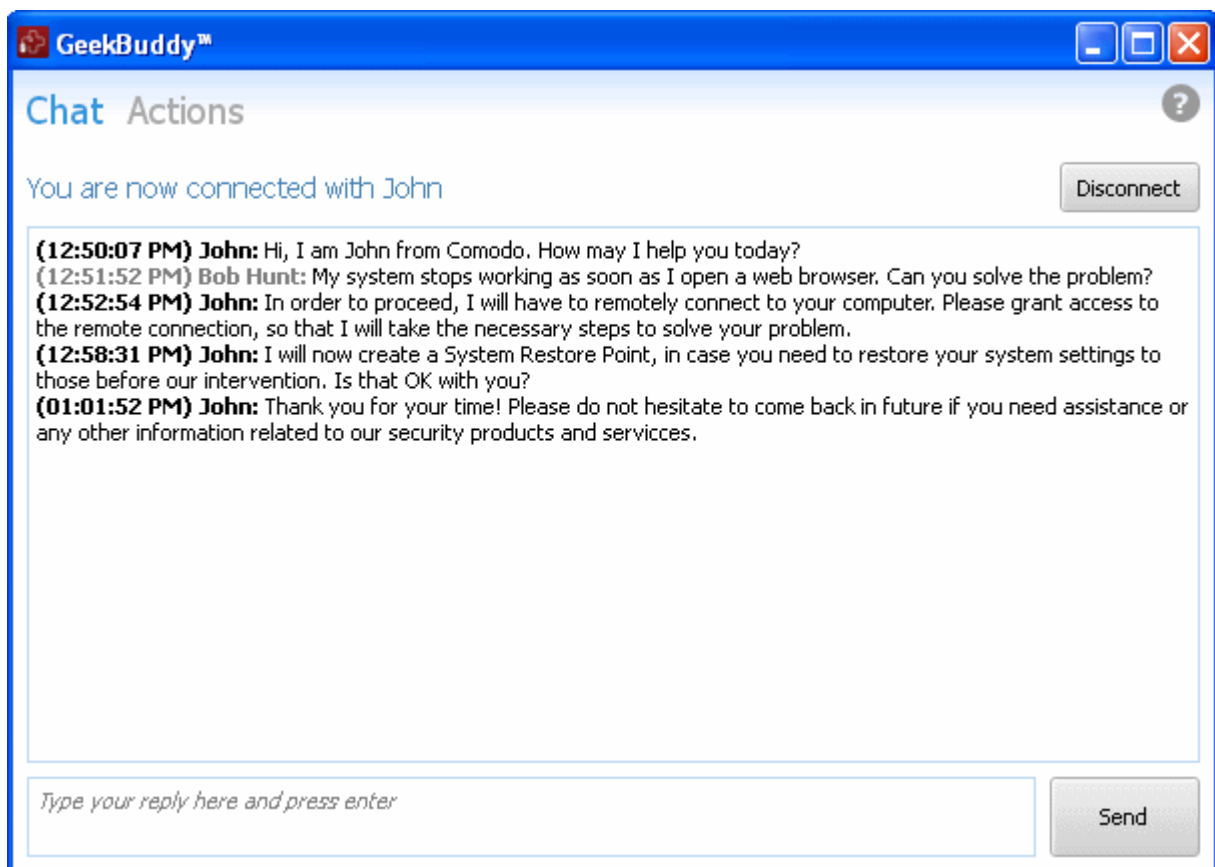 GeekBuddy™
Chat Actions
?
You are now connected with John
Disconnect
(12:50:07 PM) John: Hi, I am John from Comodo. How may I help you today?
(12:51:52 PM) Bob Hunt: My system stops working as soon as I open a web browser. Can you solve the problem?
(12:52:54 PM) John: In order to proceed, I will have to remotely connect to your computer. Please grant access to
the remote connection, so that I will take the necessary steps to solve your problem.
(12:58:31 PM) John: I will now create a System Restore Point, in case you need to restore your system settings to
those before our intervention. Is that OK with you?
(01:01:52 PM) John: Thank you for your time! Please do not hesitate to come back in future if you need assistance or
any other information related to our security products and servicces.
Type your reply here and press enter
Send